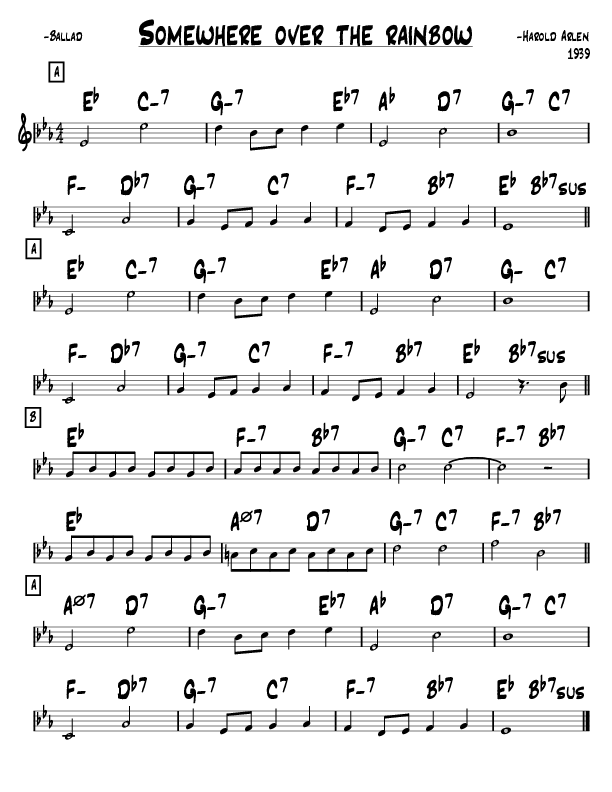 -Ballad Somewhere over the rainbow -Harold Arlen
1939
A
E♭ C-7 G-7 E♭7 A♭ D7 G-7 C7
4
4
F- D♭7 G-7 C7 F-7 B♭7 E♭ B♭7sus
A
E♭ C-7 G-7 E♭7 A♭ D7 G- C7
F- D♭7 G-7 C7 F-7 B♭7 E♭ B♭7sus
B
E♭ F-7 B♭7 G-7 C7 F-7 B♭7
E♭ Aø7 D7 G-7 C7 F-7 B♭7
A
Aø7 D7 G-7 E♭7 A♭ D7 G-7 C7
F- D♭7 G-7 C7 F-7 B♭7 E♭ B♭7sus